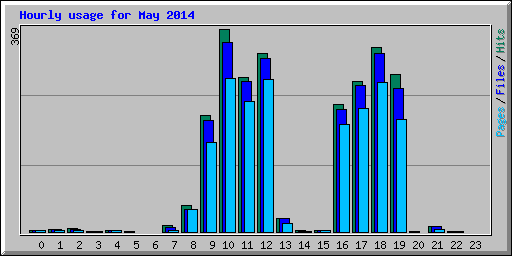 Hourly usage for May 2014
369
Pages/Files/Hits
0 1 2 3 4 5 6 7 8 9 10 11 12 13 14 15 16 17 18 19 20 21 22 23